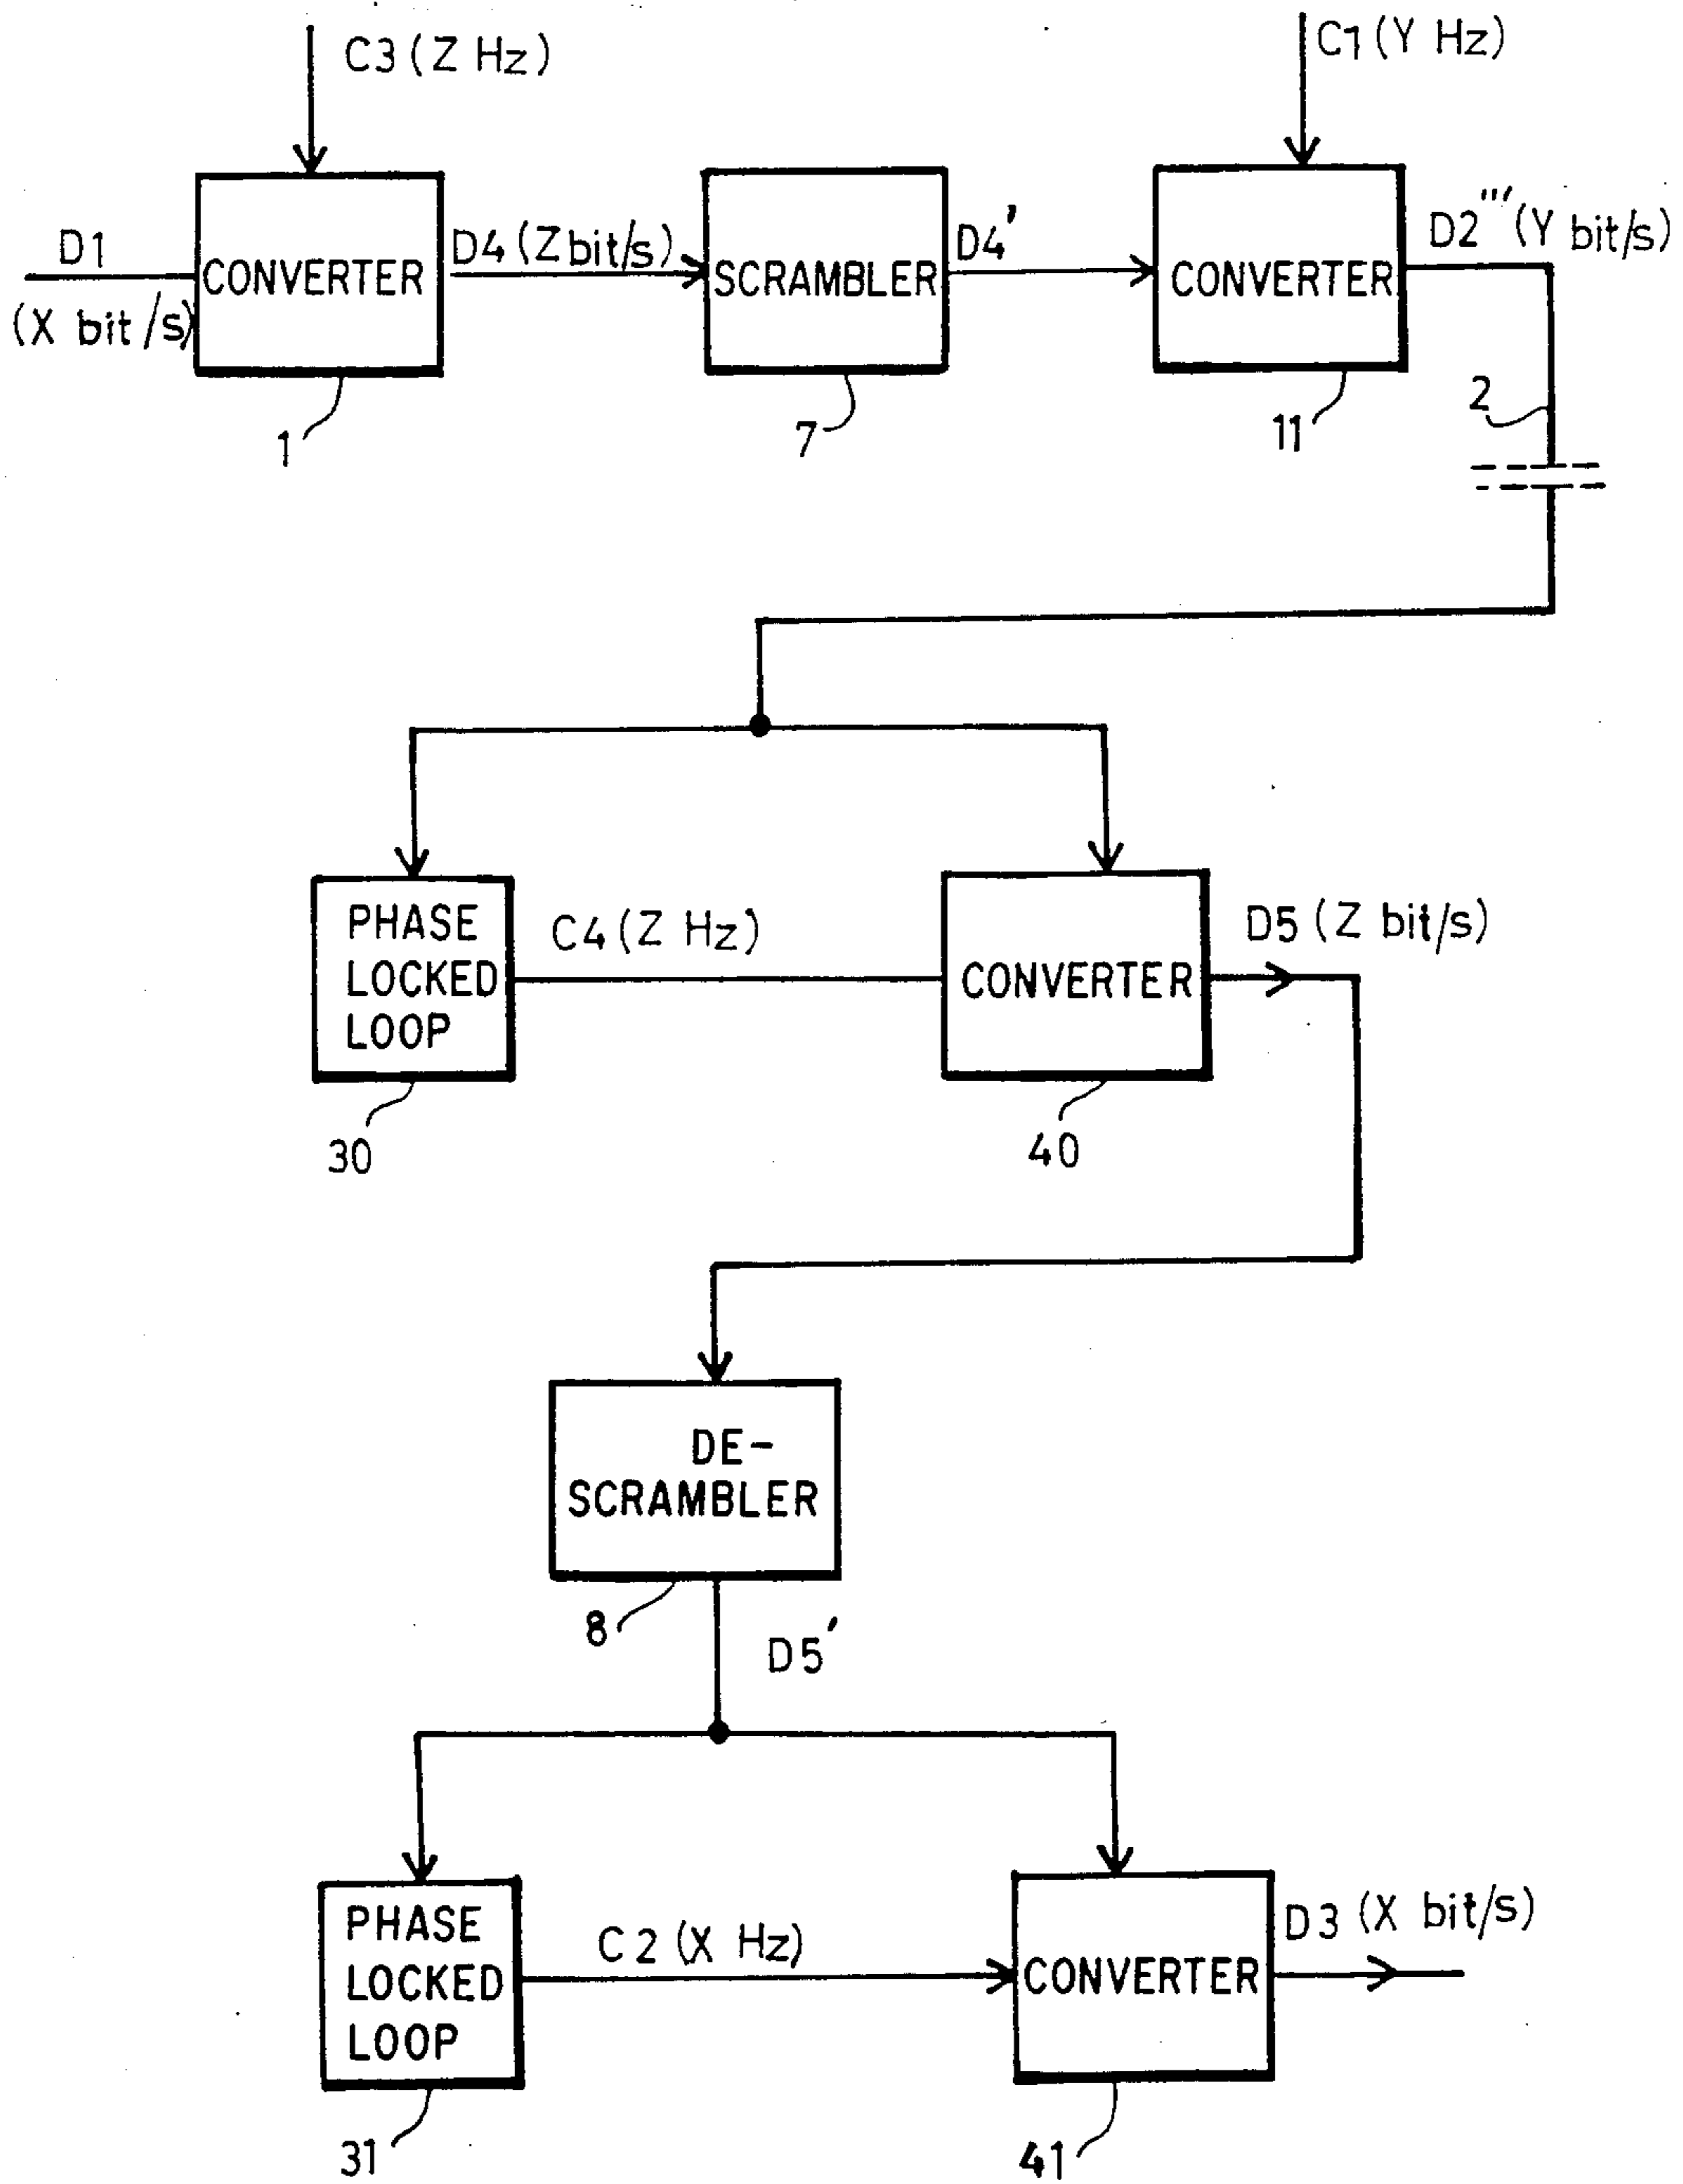 C3 (Z Hz)
C1 (Y Hz)
D1
(X bit/s)
CONVERTER
D4 (Z bit/s)
SCRAMBLER
D4'
CONVERTER
D2''' (Y bit/s)
1
7
11
2
PHASE
LOCKED
LOOP
C4 (Z Hz)
CONVERTER
D5 (Z bit/s)
30
40
DE-
SCRAMBLER
8
D5'
PHASE
LOCKED
LOOP
C2 (X Hz)
CONVERTER
D3 (X bit/s)
31
41